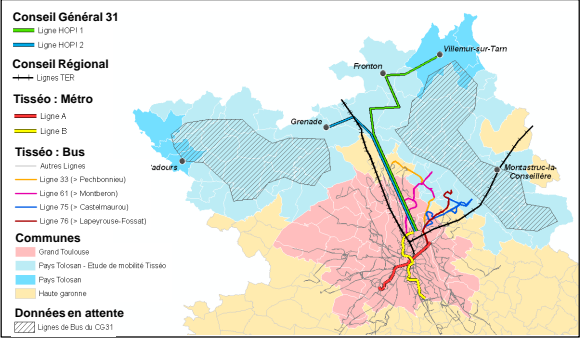 Conseil Général 31
Ligne HOP! 1
Ligne HOP! 2
Conseil Régional
Lignes TER
Tisséo : Métro
Ligne A
Ligne B
Tisséo : Bus
Autres Lignes
Ligne 33 (> Pechbonnieu)
Ligne 61 (> Montberon)
Ligne 75 (> Castelmaurou)
Ligne 76 (> Lapeyrouse-Fossat)
Communes
Grand Toulouse
Pays Tolosan - Etude de mobilité Tisséo
Pays Tolosan
Haute garonne
Données en attente
Lignes de Bus du CG31
Villemur-sur-Tarn
Fronton
Grenade
'adours
Montastruc-la-
Conseillère